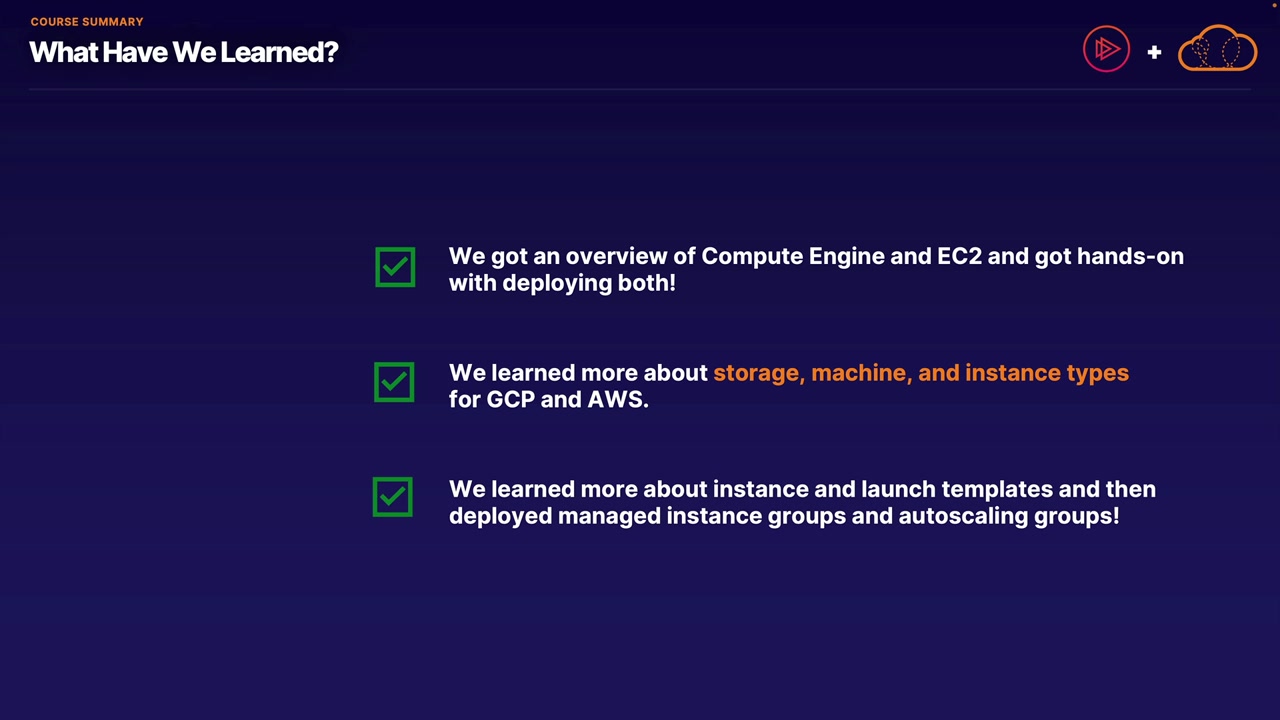 COURSE SUMMARY
What Have We Learned?
+
We got an overview of Compute Engine and EC2 and got hands-on
with deploying both!
We learned more about storage, machine, and instance types
for GCP and AWS.
We learned more about instance and launch templates and then
deployed managed instance groups and autoscaling groups!